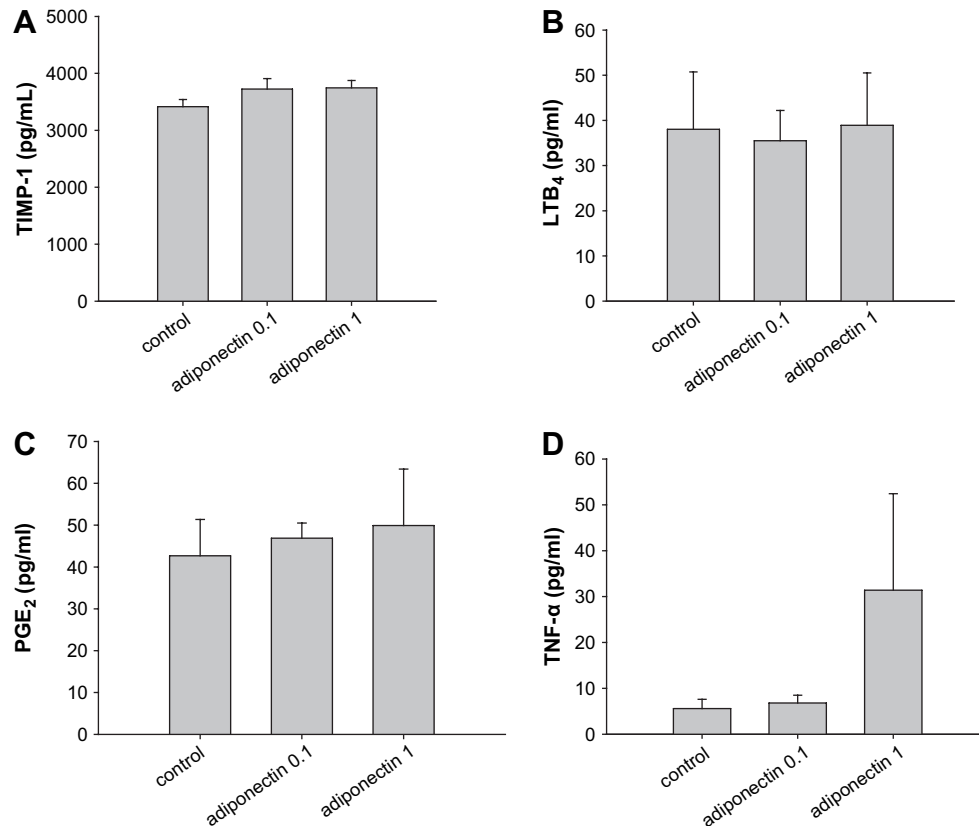 A
TIMP-1 (pg/mL)
5000
4000
3000
2000
1000
0
control
adiponectin 0.1
adiponectin 1
B
LTB₄ (pg/ml)
60
50
40
30
20
10
0
control
adiponectin 0.1
adiponectin 1
C
PGE₂ (pg/ml)
70
60
50
40
30
20
10
0
control
adiponectin 0.1
adiponectin 1
D
TNF-α (pg/ml)
60
50
40
30
20
10
0
control
adiponectin 0.1
adiponectin 1